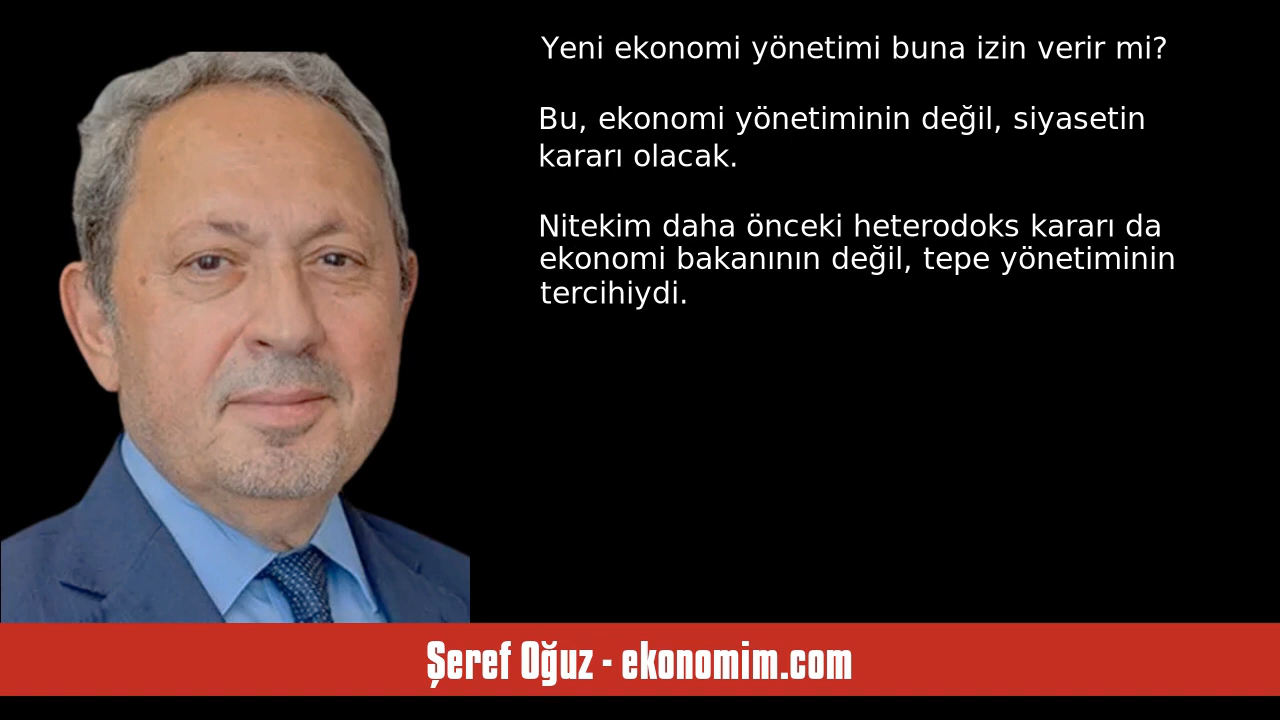 Yeni ekonomi yönetimi buna izin verir mi?
Bu, ekonomi yönetiminin değil, siyasetin
kararı olacak.
Nitekim daha önceki heterodoks kararı da
ekonomi bakanının değil, tepe yönetiminin
tercihiydi.
Şeref Oğuz - ekonomim.com